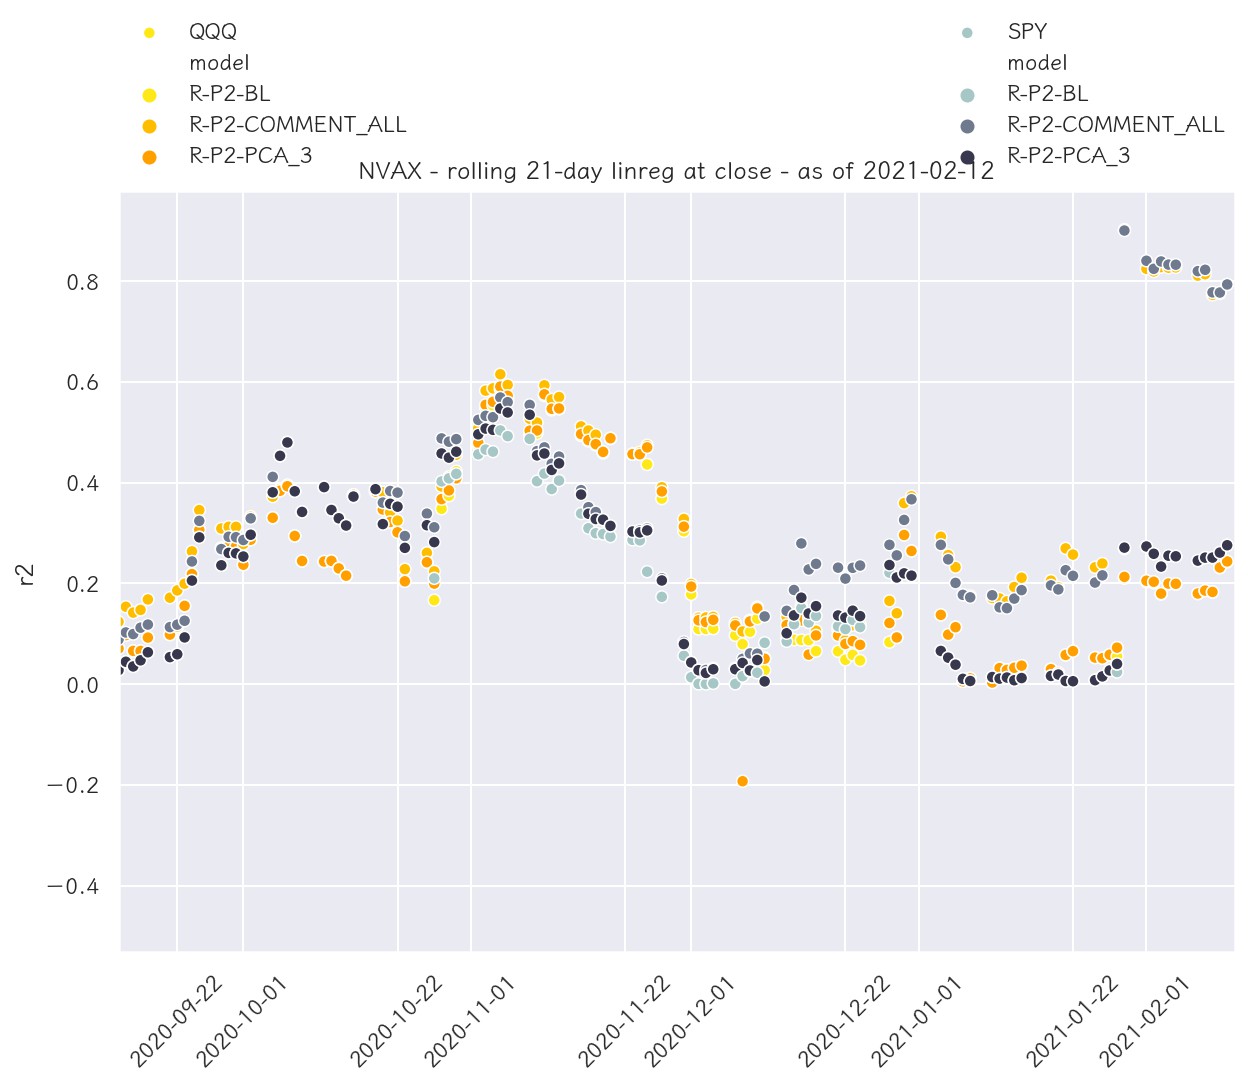 QQQ
model
R-P2-BL
R-P2-COMMENT_ALL
R-P2-PCA_3
SPY
model
R-P2-BL
R-P2-COMMENT_ALL
R-P2-PCA_3
NVAX - rolling 21-day linreg at close - as of 2021-02-12
r2
0.8
0.6
0.4
0.2
0.0
−0.2
−0.4
2020-09-22
2020-10-01
2020-10-22
2020-11-01
2020-11-22
2020-12-01
2020-12-22
2021-01-01
2021-01-22
2021-02-01